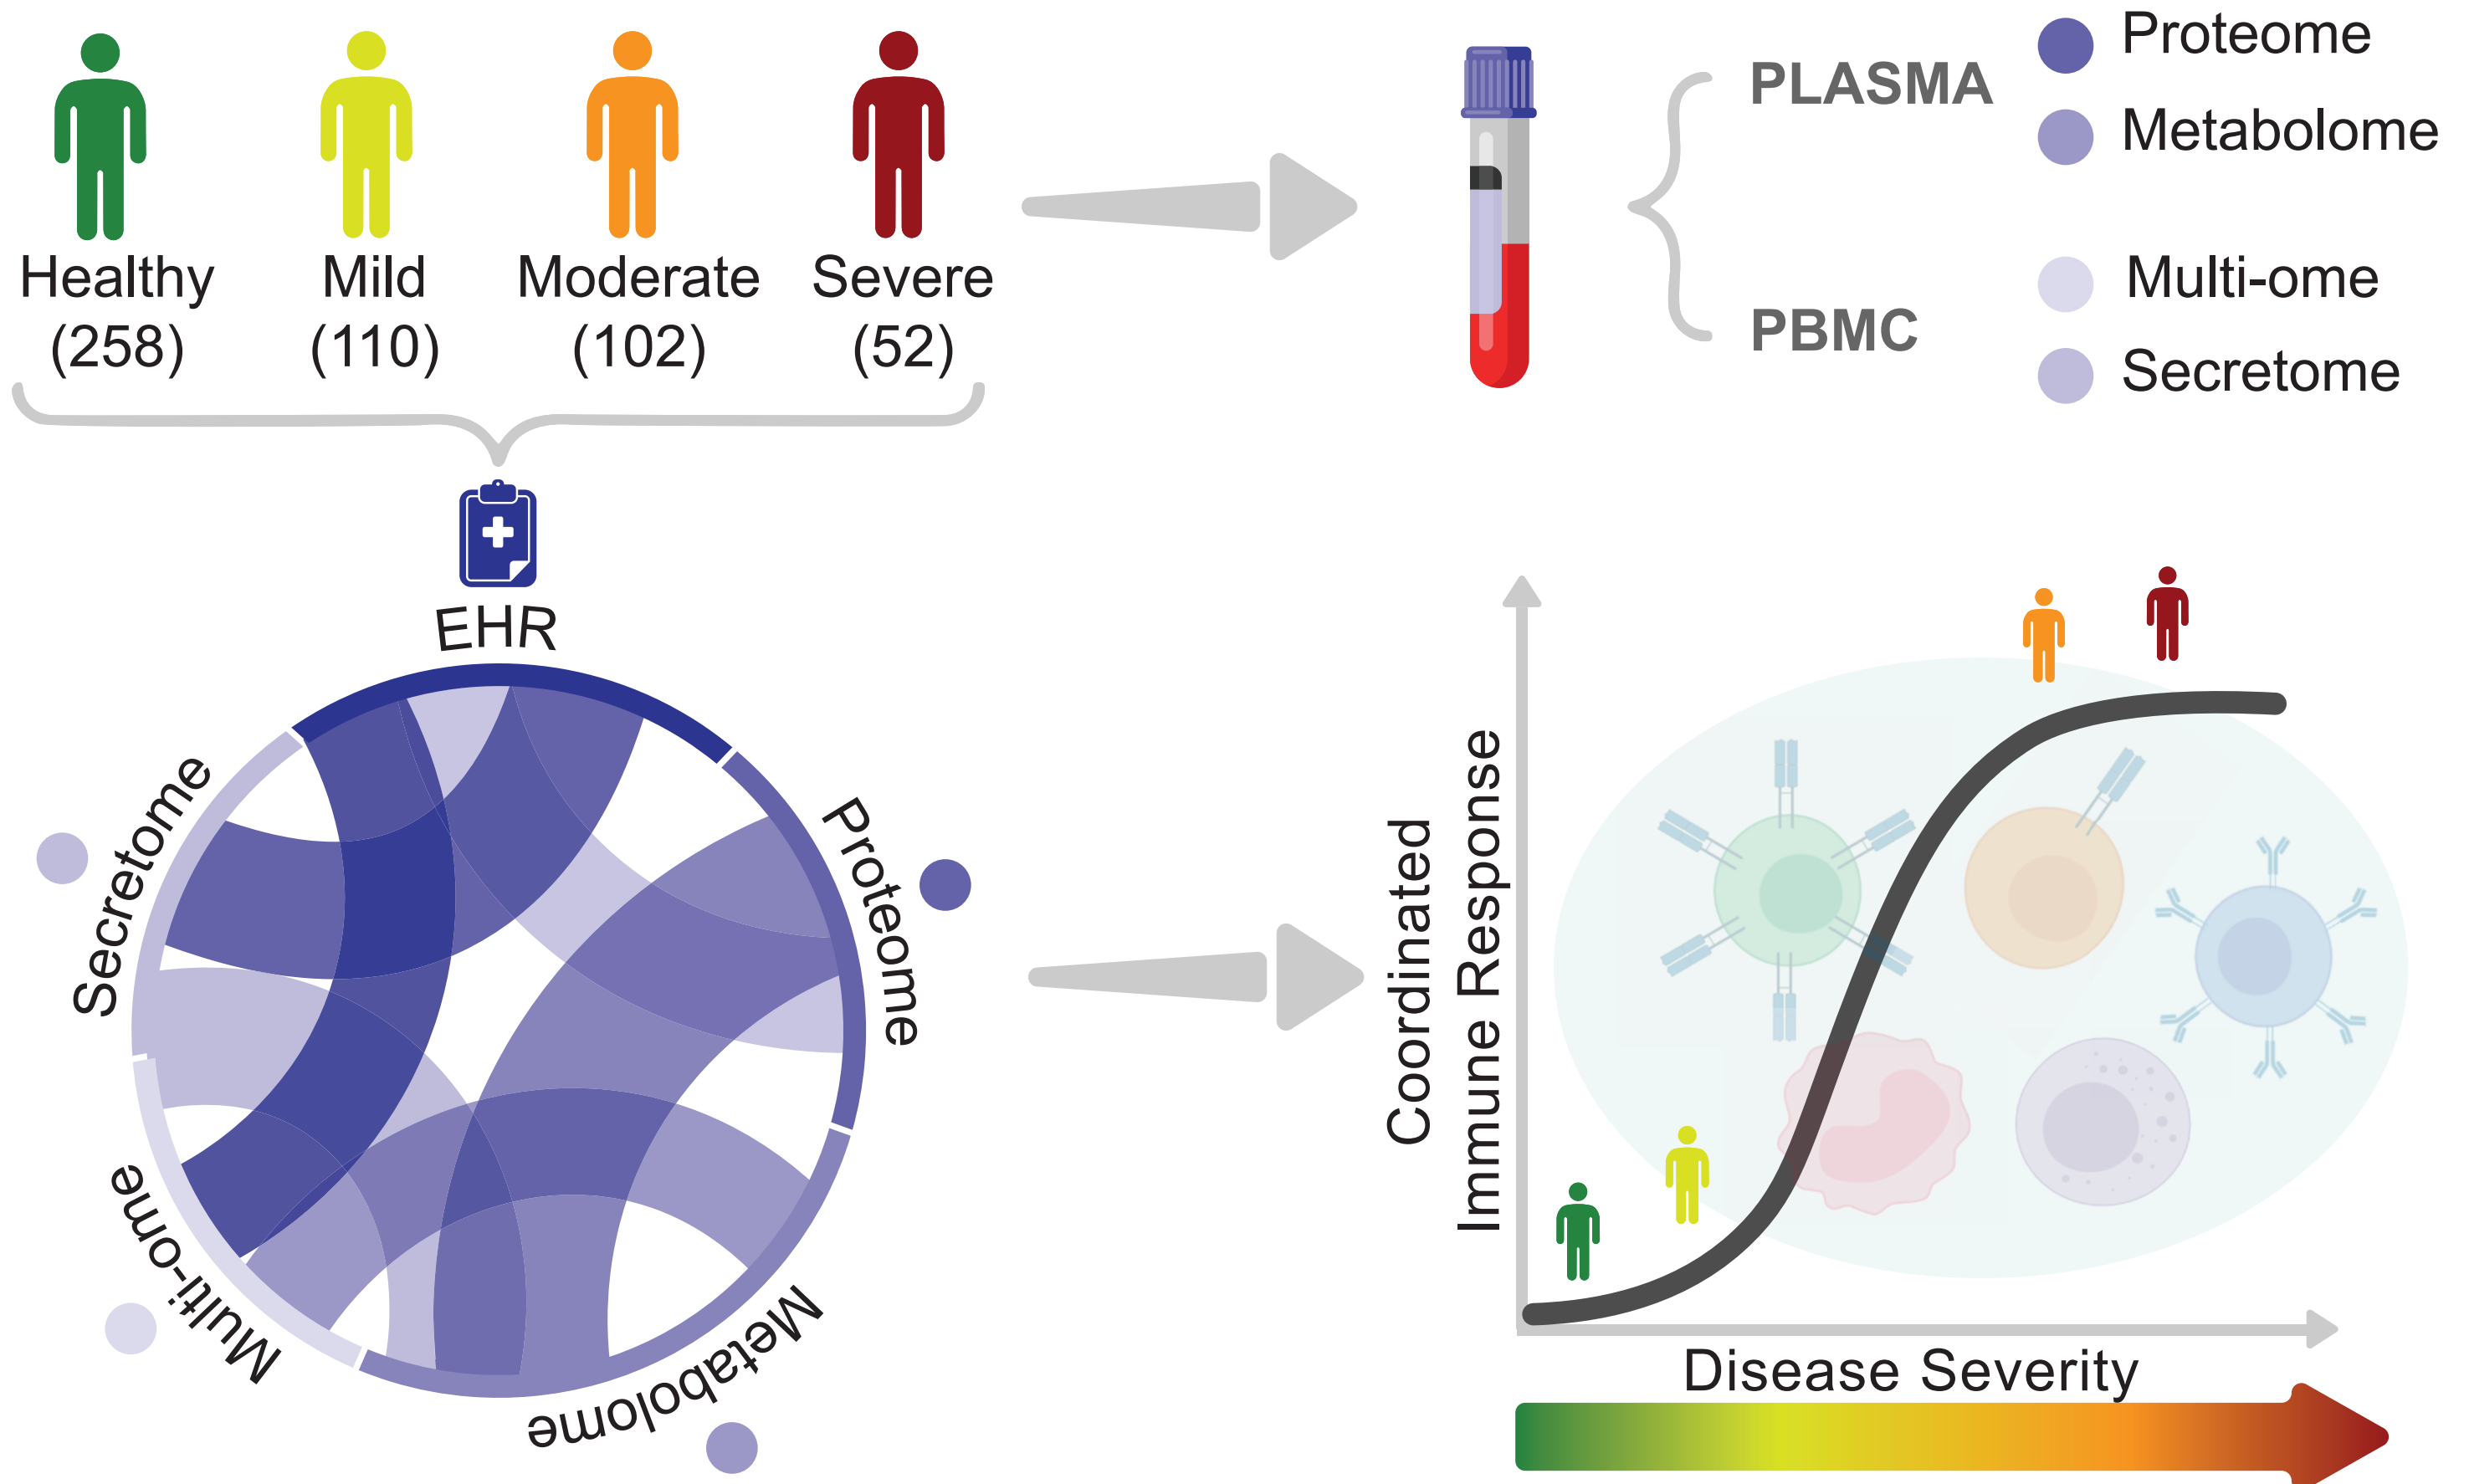 Healthy
(258)
Mild
(110)
Moderate
(102)
Severe
(52)
PLASMA
Proteome
Metabolome
PBMC
Multi-ome
Secretome
EHR
Proteome
Metabolome
Multi-ome
Secretome
Coordinated
Immune Response
Disease Severity